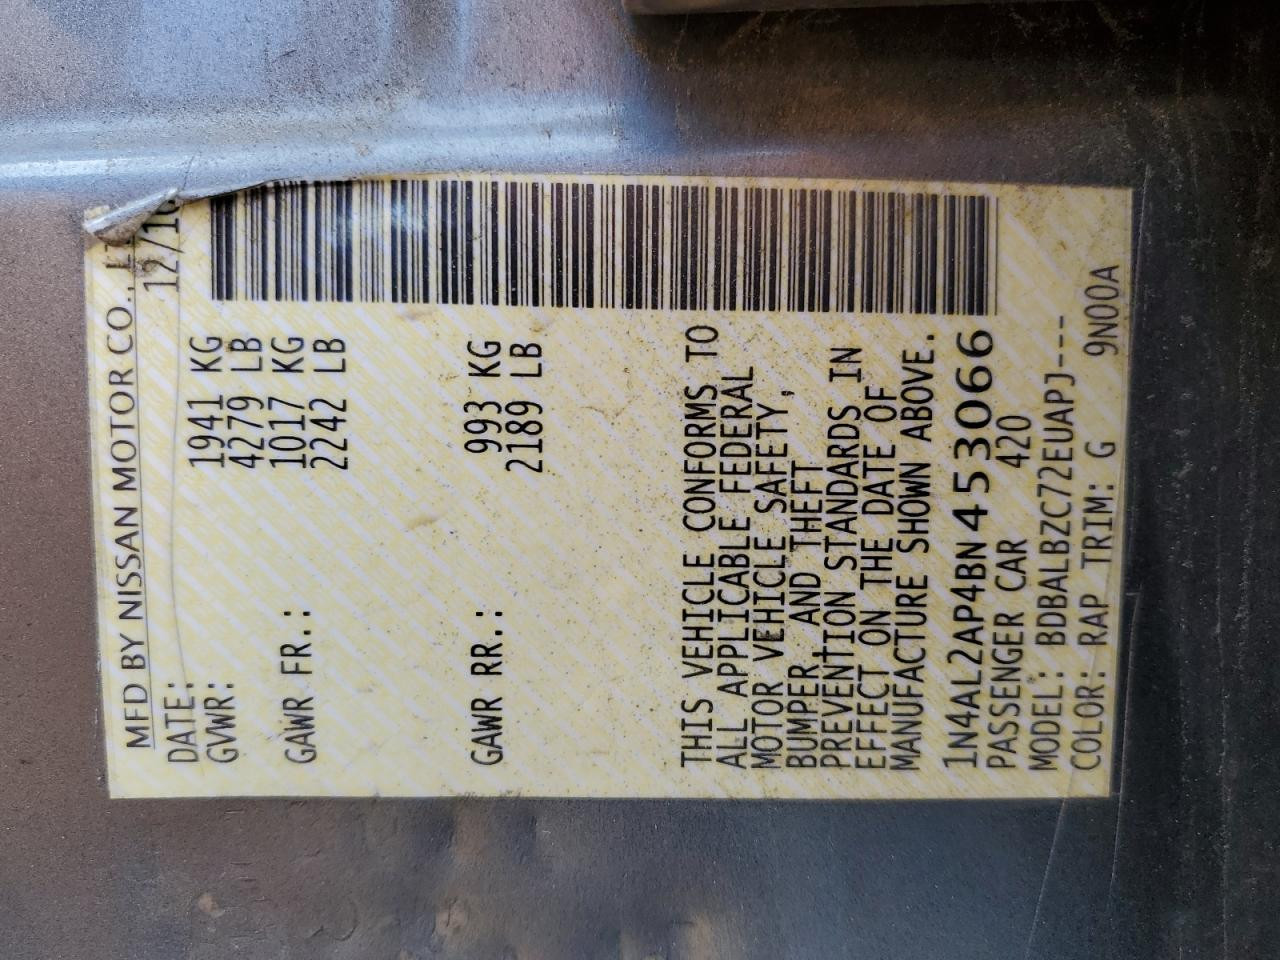 MFD BY NISSAN MOTOR CO.,
DATE: 12/10
GVWR: 1941 KG
4279 LB
GAWR FR.: 1017 KG
2242 LB
GAWR RR.: 993 KG
2189 LB
THIS VEHICLE CONFORMS TO
ALL APPLICABLE FEDERAL
MOTOR VEHICLE SAFETY,
BUMPER, AND THEFT
PREVENTION STANDARDS IN
EFFECT ON THE DATE OF
MANUFACTURE SHOWN ABOVE.
1N4AL2AP4BN453066
PASSENGER CAR 420
MODEL: BDBALBZC72EUAPJ---
COLOR: RAP TRIM: G 9N00A